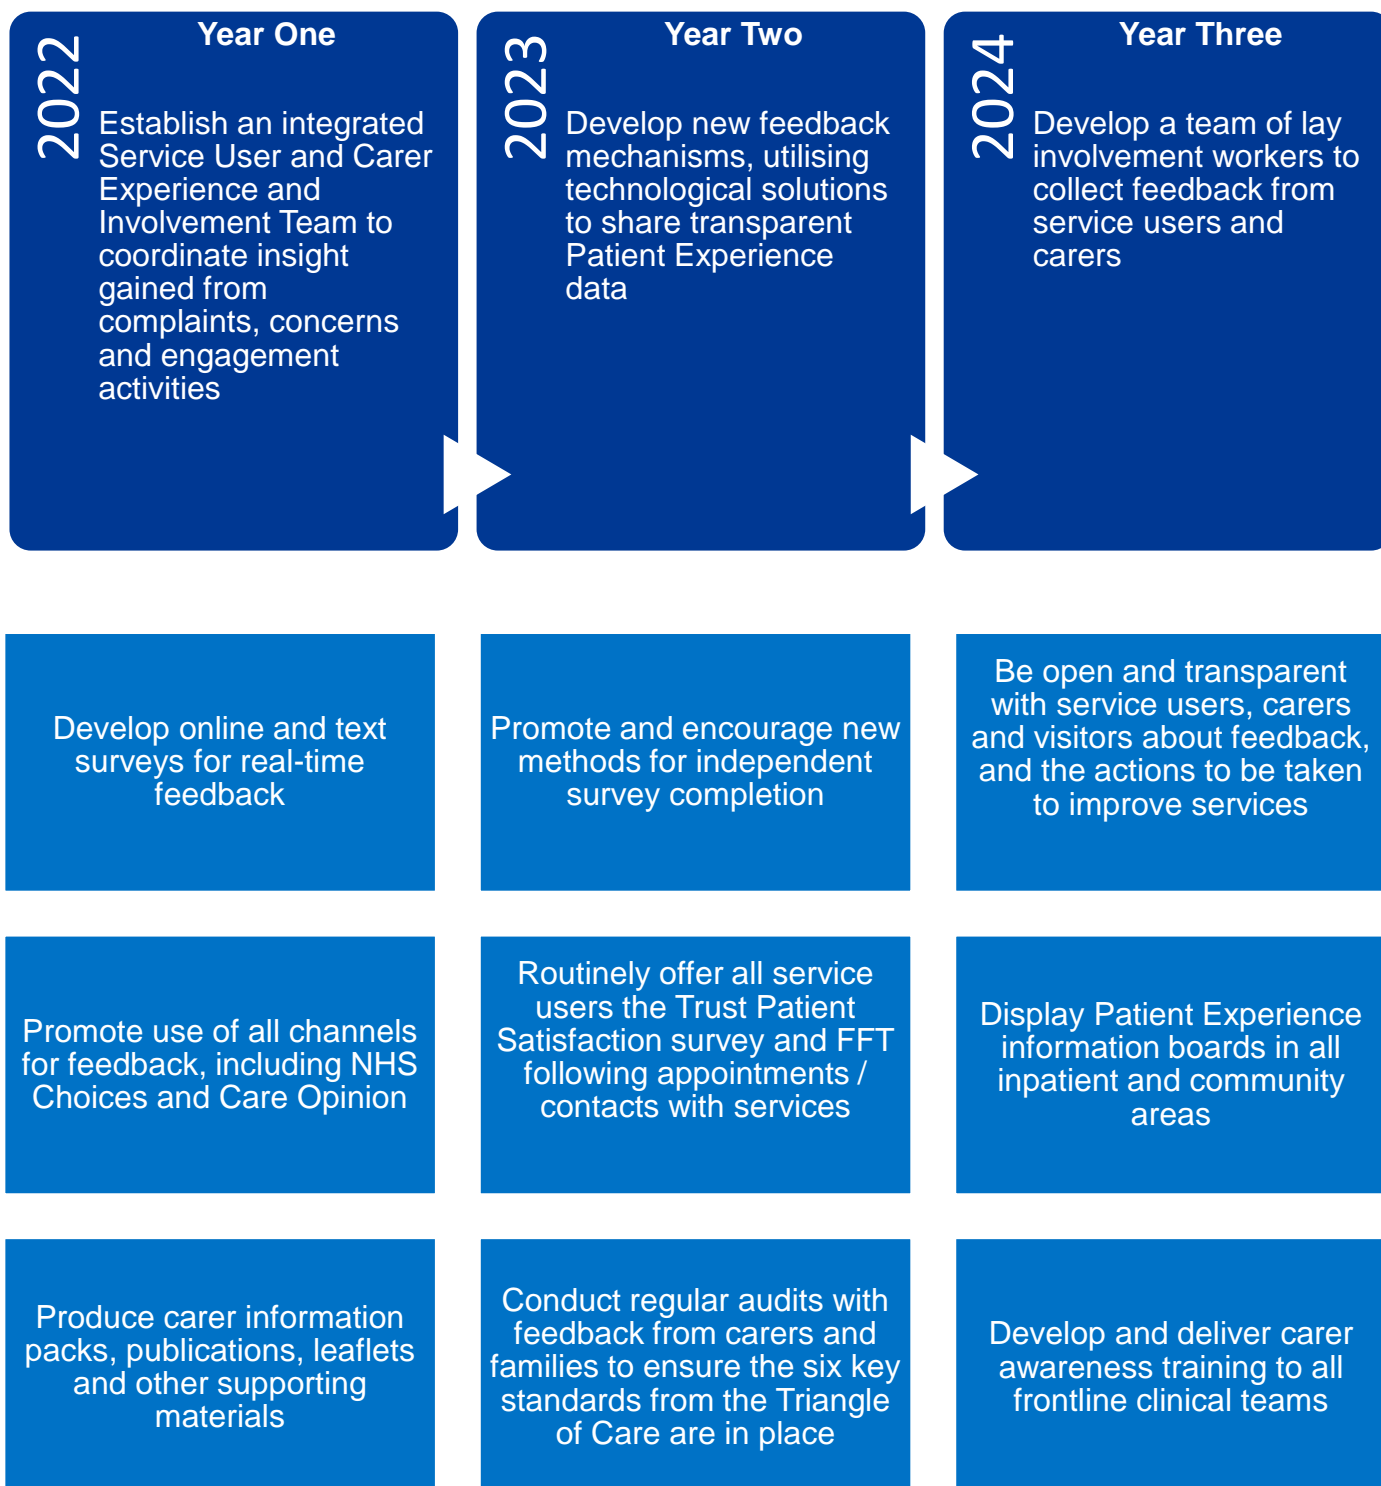 2022
Year One
Establish an integrated
Service User and Carer
Experience and
Involvement Team to
coordinate insight
gained from
complaints, concerns
and engagement
activities
2023
Year Two
Develop new feedback
mechanisms, utilising
technological solutions
to share transparent
Patient Experience
data
2024
Year Three
Develop a team of lay
involvement workers to
collect feedback from
service users and
carers
Develop online and text
surveys for real-time
feedback
Promote and encourage new
methods for independent
survey completion
Be open and transparent
with service users, carers
and visitors about feedback,
and the actions to be taken
to improve services
Promote use of all channels
for feedback, including NHS
Choices and Care Opinion
Routinely offer all service
users the Trust Patient
Satisfaction survey and FFT
following appointments /
contacts with services
Display Patient Experience
information boards in all
inpatient and community
areas
Produce carer information
packs, publications, leaflets
and other supporting
materials
Conduct regular audits with
feedback from carers and
families to ensure the six key
standards from the Triangle
of Care are in place
Develop and deliver carer
awareness training to all
frontline clinical teams